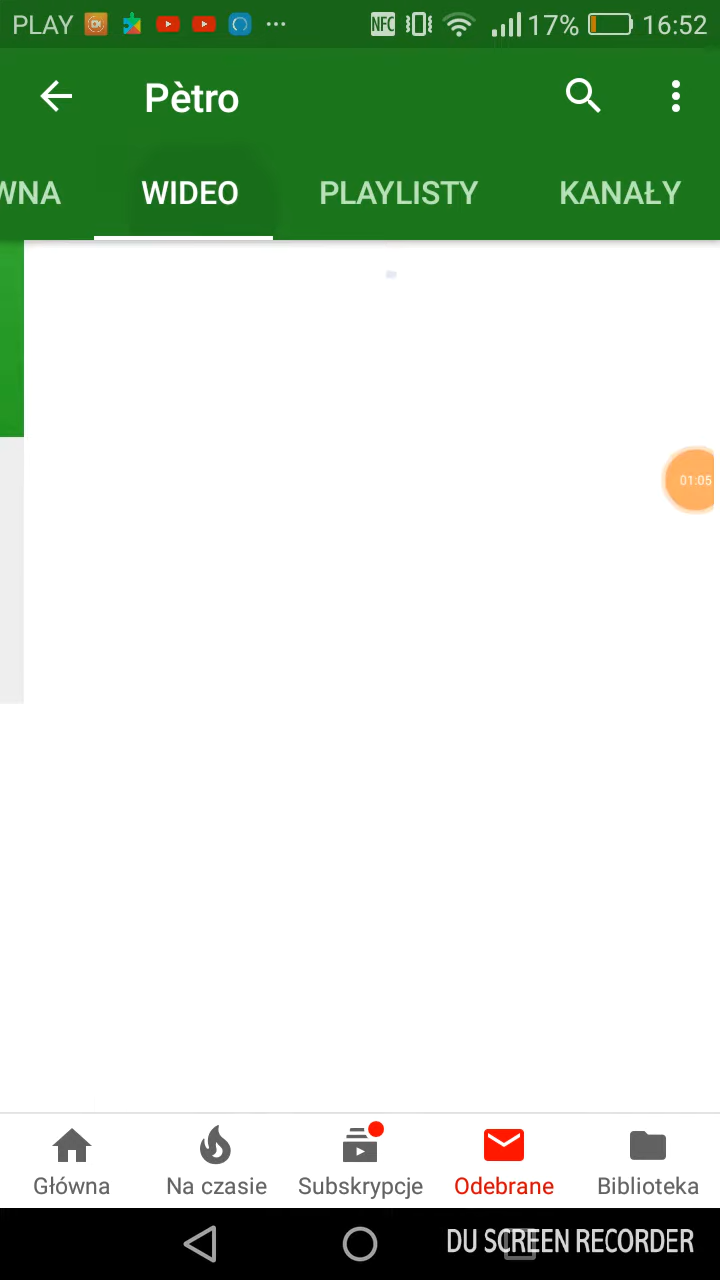 PLAY NFC 17% 16:52
Pètro
WNA WIDEO PLAYLISTY KANAŁY
01:05
Główna Na czasie Subskrypcje Odebrane Biblioteka
DU SCREEN RECORDER